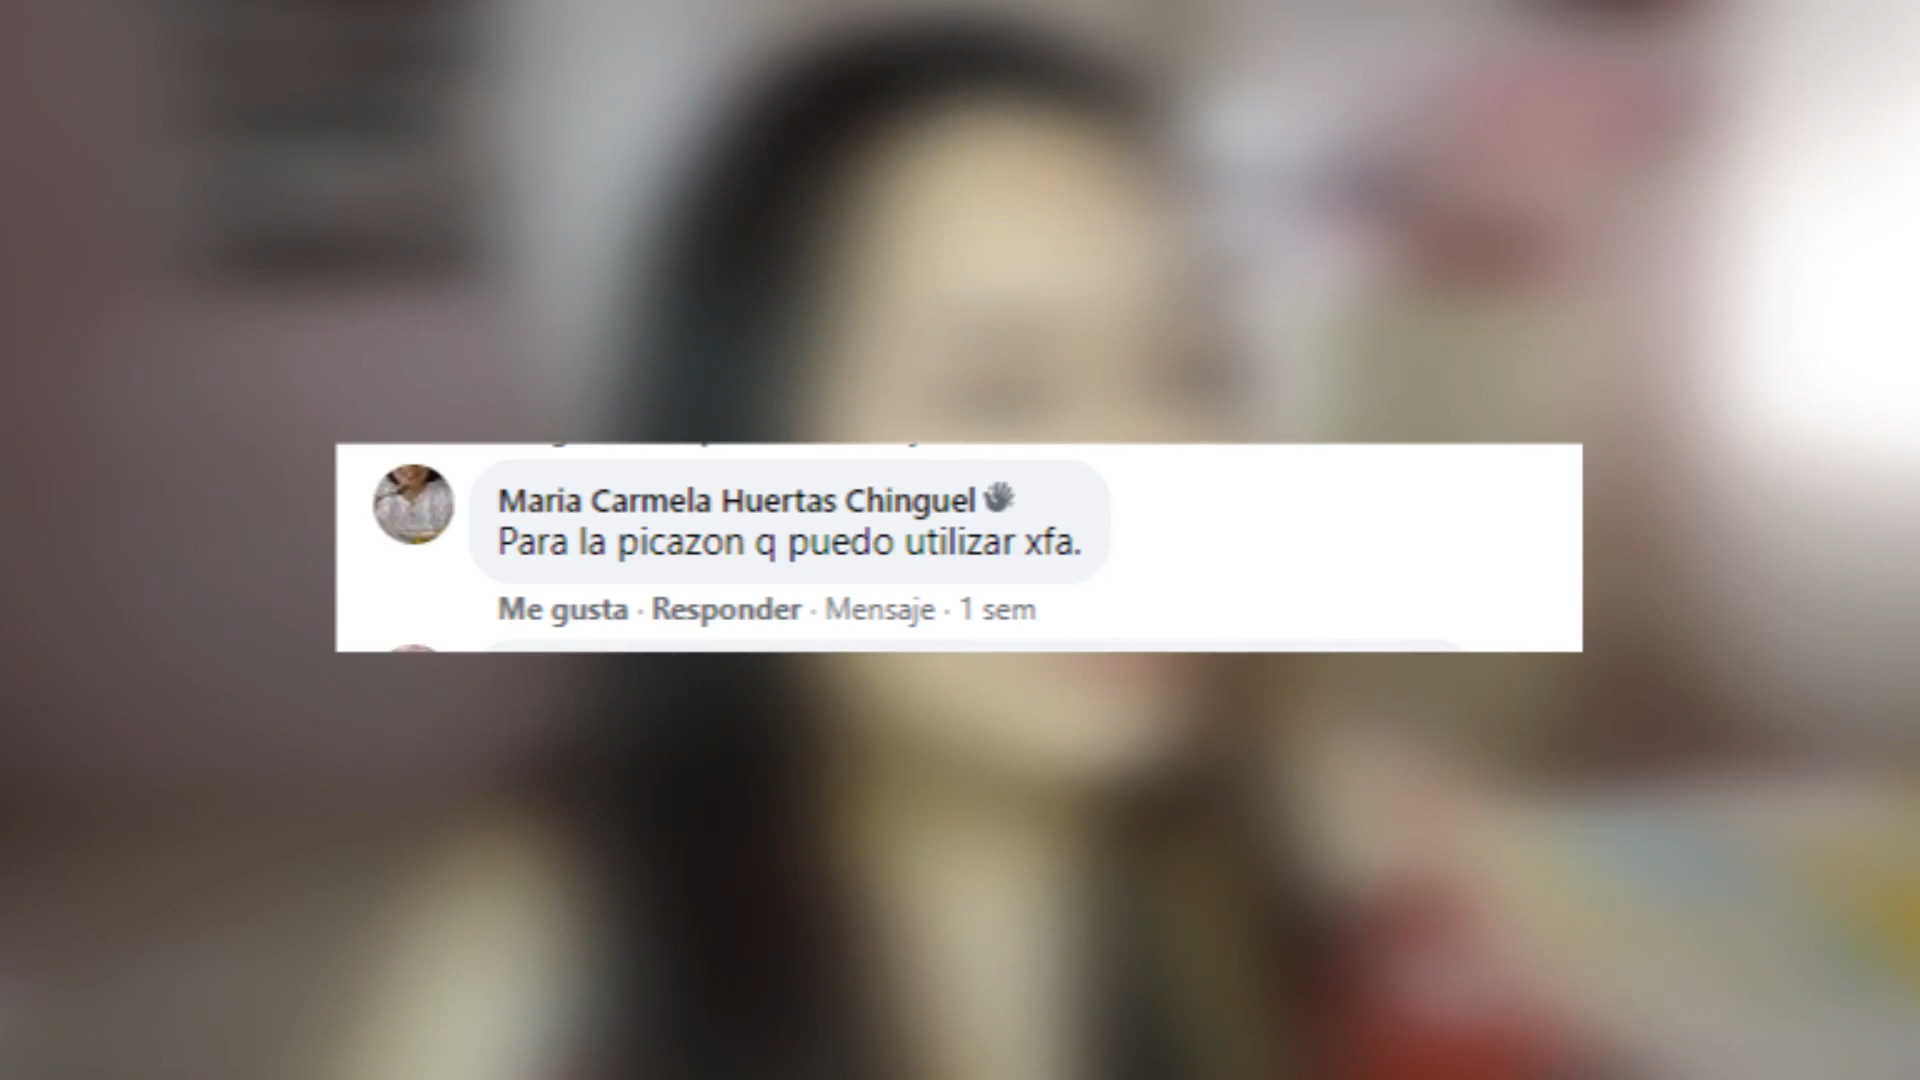 Maria Carmela Huertas Chinguel
Para la picazon q puedo utilizar xfa.
Me gusta · Responder · Mensaje · 1 sem